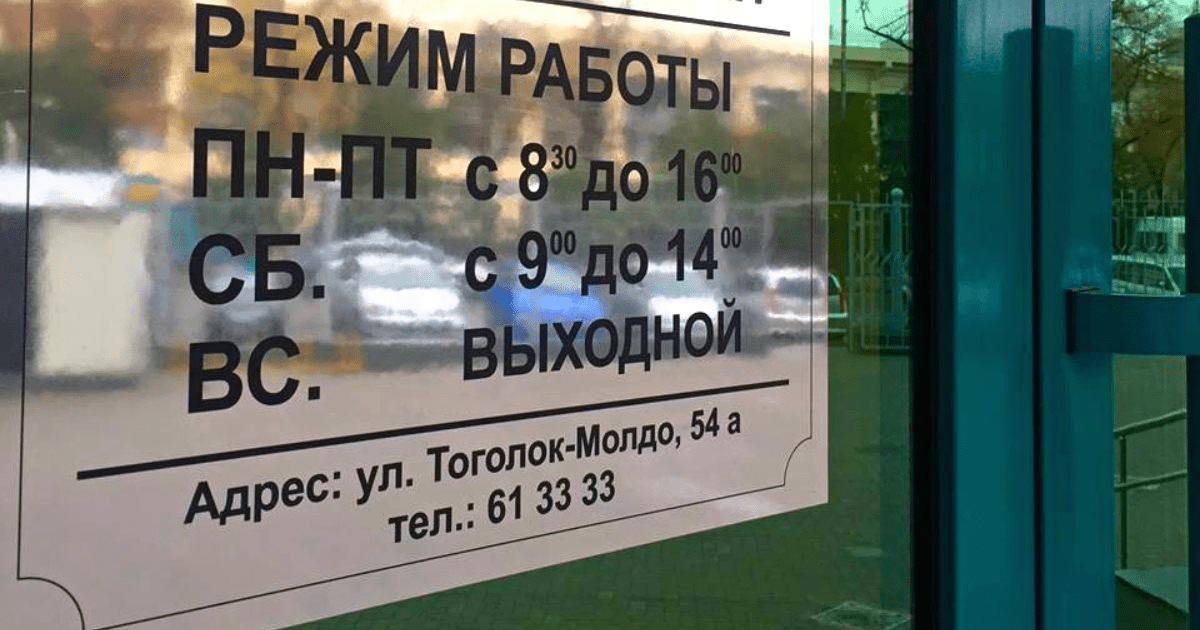 РЕЖИМ РАБОТЫ
ПН-ПТ с 8³⁰ до 16⁰⁰
СБ. с 9⁰⁰ до 14⁰⁰
ВС. ВЫХОДНОЙ
Адрес: ул. Тоголок-Молдо, 54 а
тел.: 61 33 33